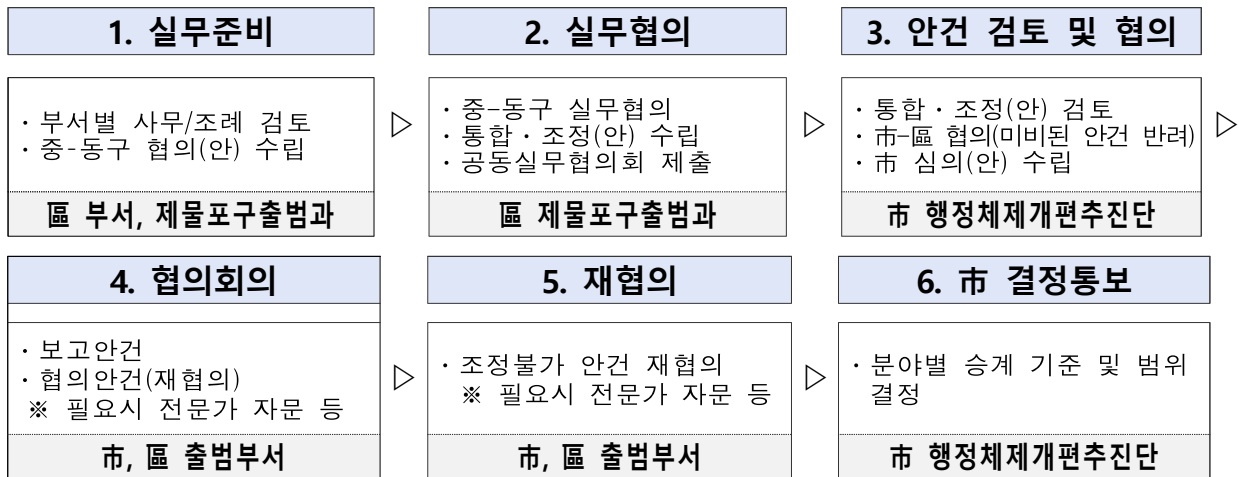 1. 실무준비
2. 실무협의
3. 안건 검토 및 협의
· 부서별 사무/조례 검토
· 중-동구 협의(안) 수립
▷
· 중–동구 실무협의
· 통합·조정(안) 수립
· 공동실무협의회 제출
▷
· 통합·조정(안) 검토
· 市–區 협의(미비된 안건 반려)
· 市 심의(안) 수립
▷
區 부서, 제물포구출범과
區 제물포구출범과
市 행정체제개편추진단
4. 협의회의
5. 재협의
6. 市 결정통보
· 보고안건
· 협의안건(재협의)
※ 필요시 전문가 자문 등
▷
· 조정불가 안건 재협의
※ 필요시 전문가 자문 등
▷
· 분야별 승계 기준 및 범위
결정
市, 區 출범부서
市, 區 출범부서
市 행정체제개편추진단